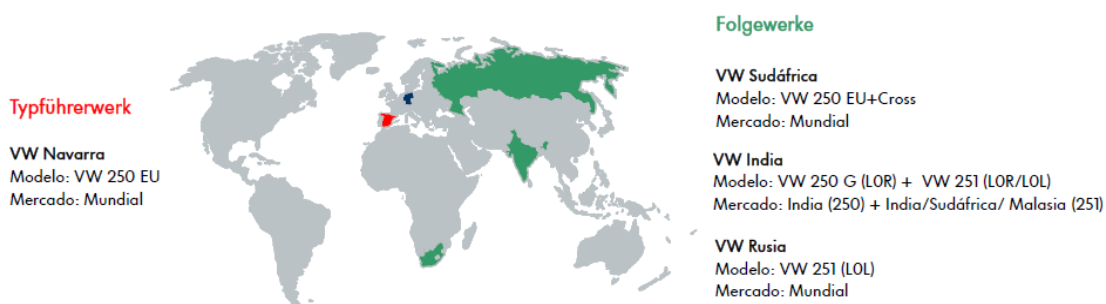 Typführerwerk
VW Navarra
Modelo: VW 250 EU
Mercado: Mundial
Folgewerke
VW Sudáfrica
Modelo: VW 250 EU+Cross
Mercado: Mundial
VW India
Modelo: VW 250 G (L0R) + VW 251 (L0R/L0L)
Mercado: India (250) + India/Sudáfrica/ Malasia (251)
VW Rusia
Modelo: VW 251 (L0L)
Mercado: Mundial